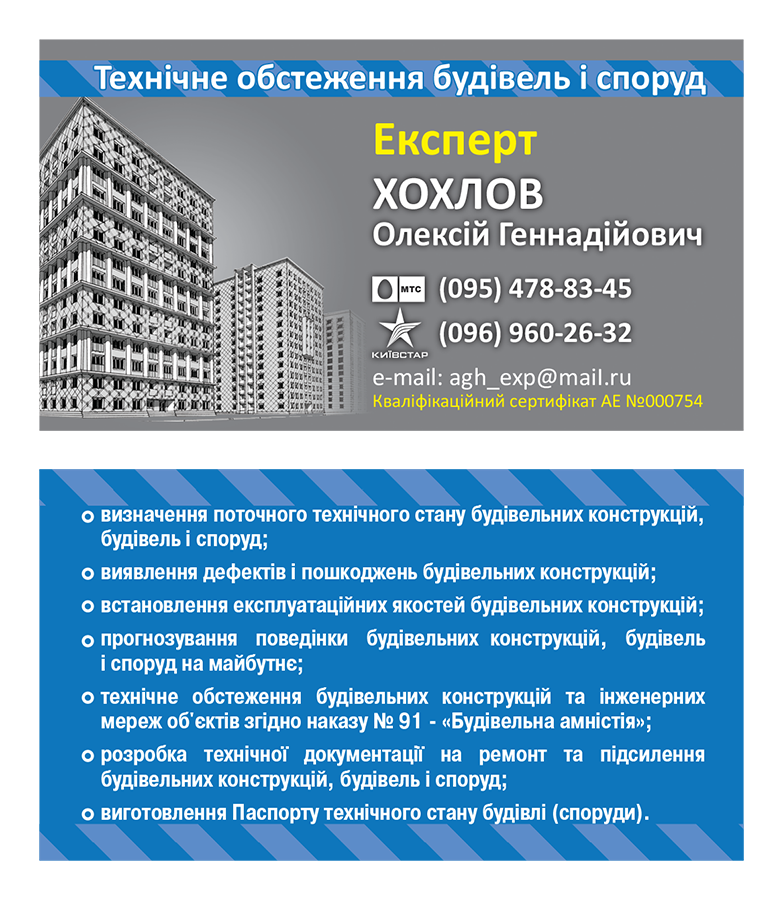 Технічне обстеження будівель і споруд
Експерт
ХОХЛОВ
Олексій Геннадійович
МТС (095) 478-83-45
КИЇВСТАР (096) 960-26-32
e-mail: agh_exp@mail.ru
Кваліфікаційний сертифікат АЕ №000754
визначення поточного технічного стану будівельних конструкцій,
будівель і споруд;
виявлення дефектів і пошкоджень будівельних конструкцій;
встановлення експлуатаційних якостей будівельних конструкцій;
прогнозування поведінки будівельних конструкцій, будівель
і споруд на майбутнє;
технічне обстеження будівельних конструкцій та інженерних
мереж об'єктів згідно наказу № 91 - «Будівельна амністія»;
розробка технічної документації на ремонт та підсилення
будівельних конструкцій, будівель і споруд;
виготовлення Паспорту технічного стану будівлі (споруди).